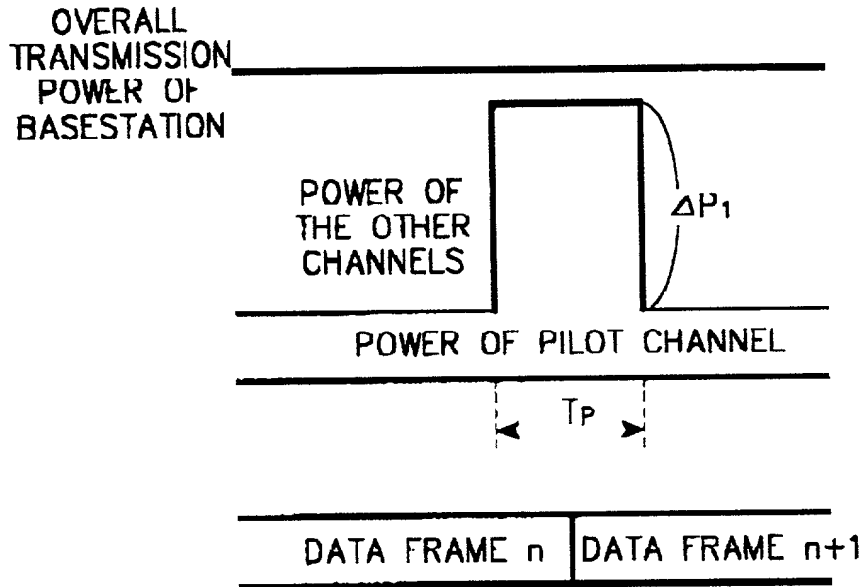 OVERALL
TRANSMISSION
POWER OF
BASESTATION
POWER OF
THE OTHER
CHANNELS
ΔP1
POWER OF PILOT CHANNEL
TP
DATA FRAME n
DATA FRAME n+1